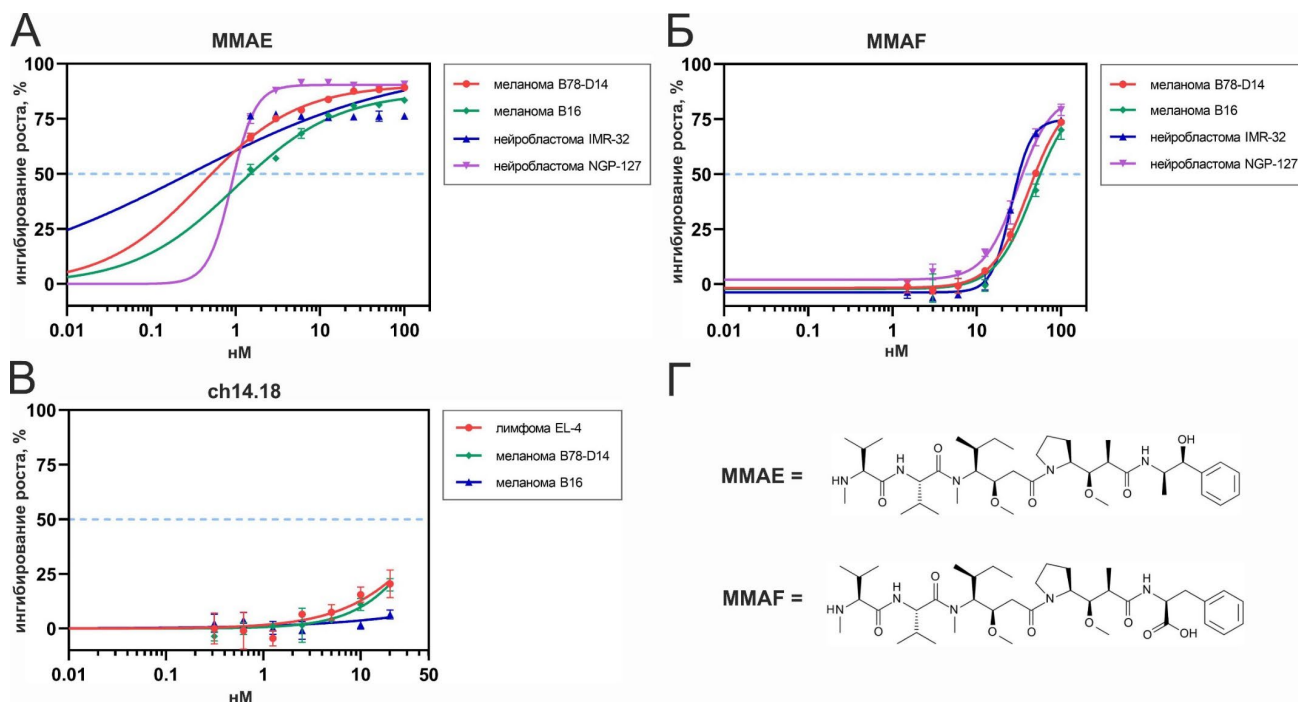 А
MMAE
ингибирование роста, %
100
75
50
25
0
0.01
0.1
1
10
100
нМ
меланома B78-D14
меланома B16
нейробластома IMR-32
нейробластома NGP-127
Б
MMAF
ингибирование роста, %
100
75
50
25
0
0.01
0.1
1
10
100
нМ
меланома B78-D14
меланома B16
нейробластома IMR-32
нейробластома NGP-127
В
ch14.18
ингибирование роста, %
100
75
50
25
0
0.01
0.1
1
10
50
нМ
лимфома EL-4
меланома B78-D14
меланома B16
Г
MMAE =
HN
O
H
N
O
N
O
O
N
O
O
H
N
OH
MMAF =
HN
O
H
N
O
N
O
O
N
O
O
H
N
O
OH